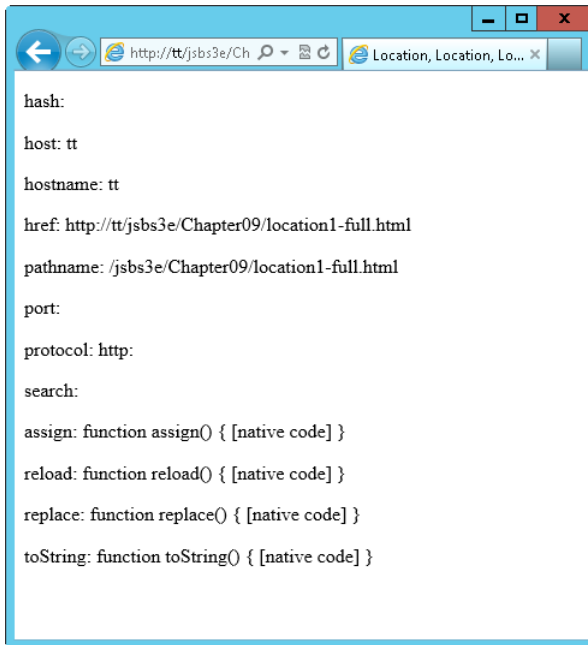 http://tt/jsbs3e/Ch
Location, Location, Lo...
hash:
host: tt
hostname: tt
href: http://tt/jsbs3e/Chapter09/location1-full.html
pathname: /jsbs3e/Chapter09/location1-full.html
port:
protocol: http:
search:
assign: function assign() { [native code] }
reload: function reload() { [native code] }
replace: function replace() { [native code] }
toString: function toString() { [native code] }